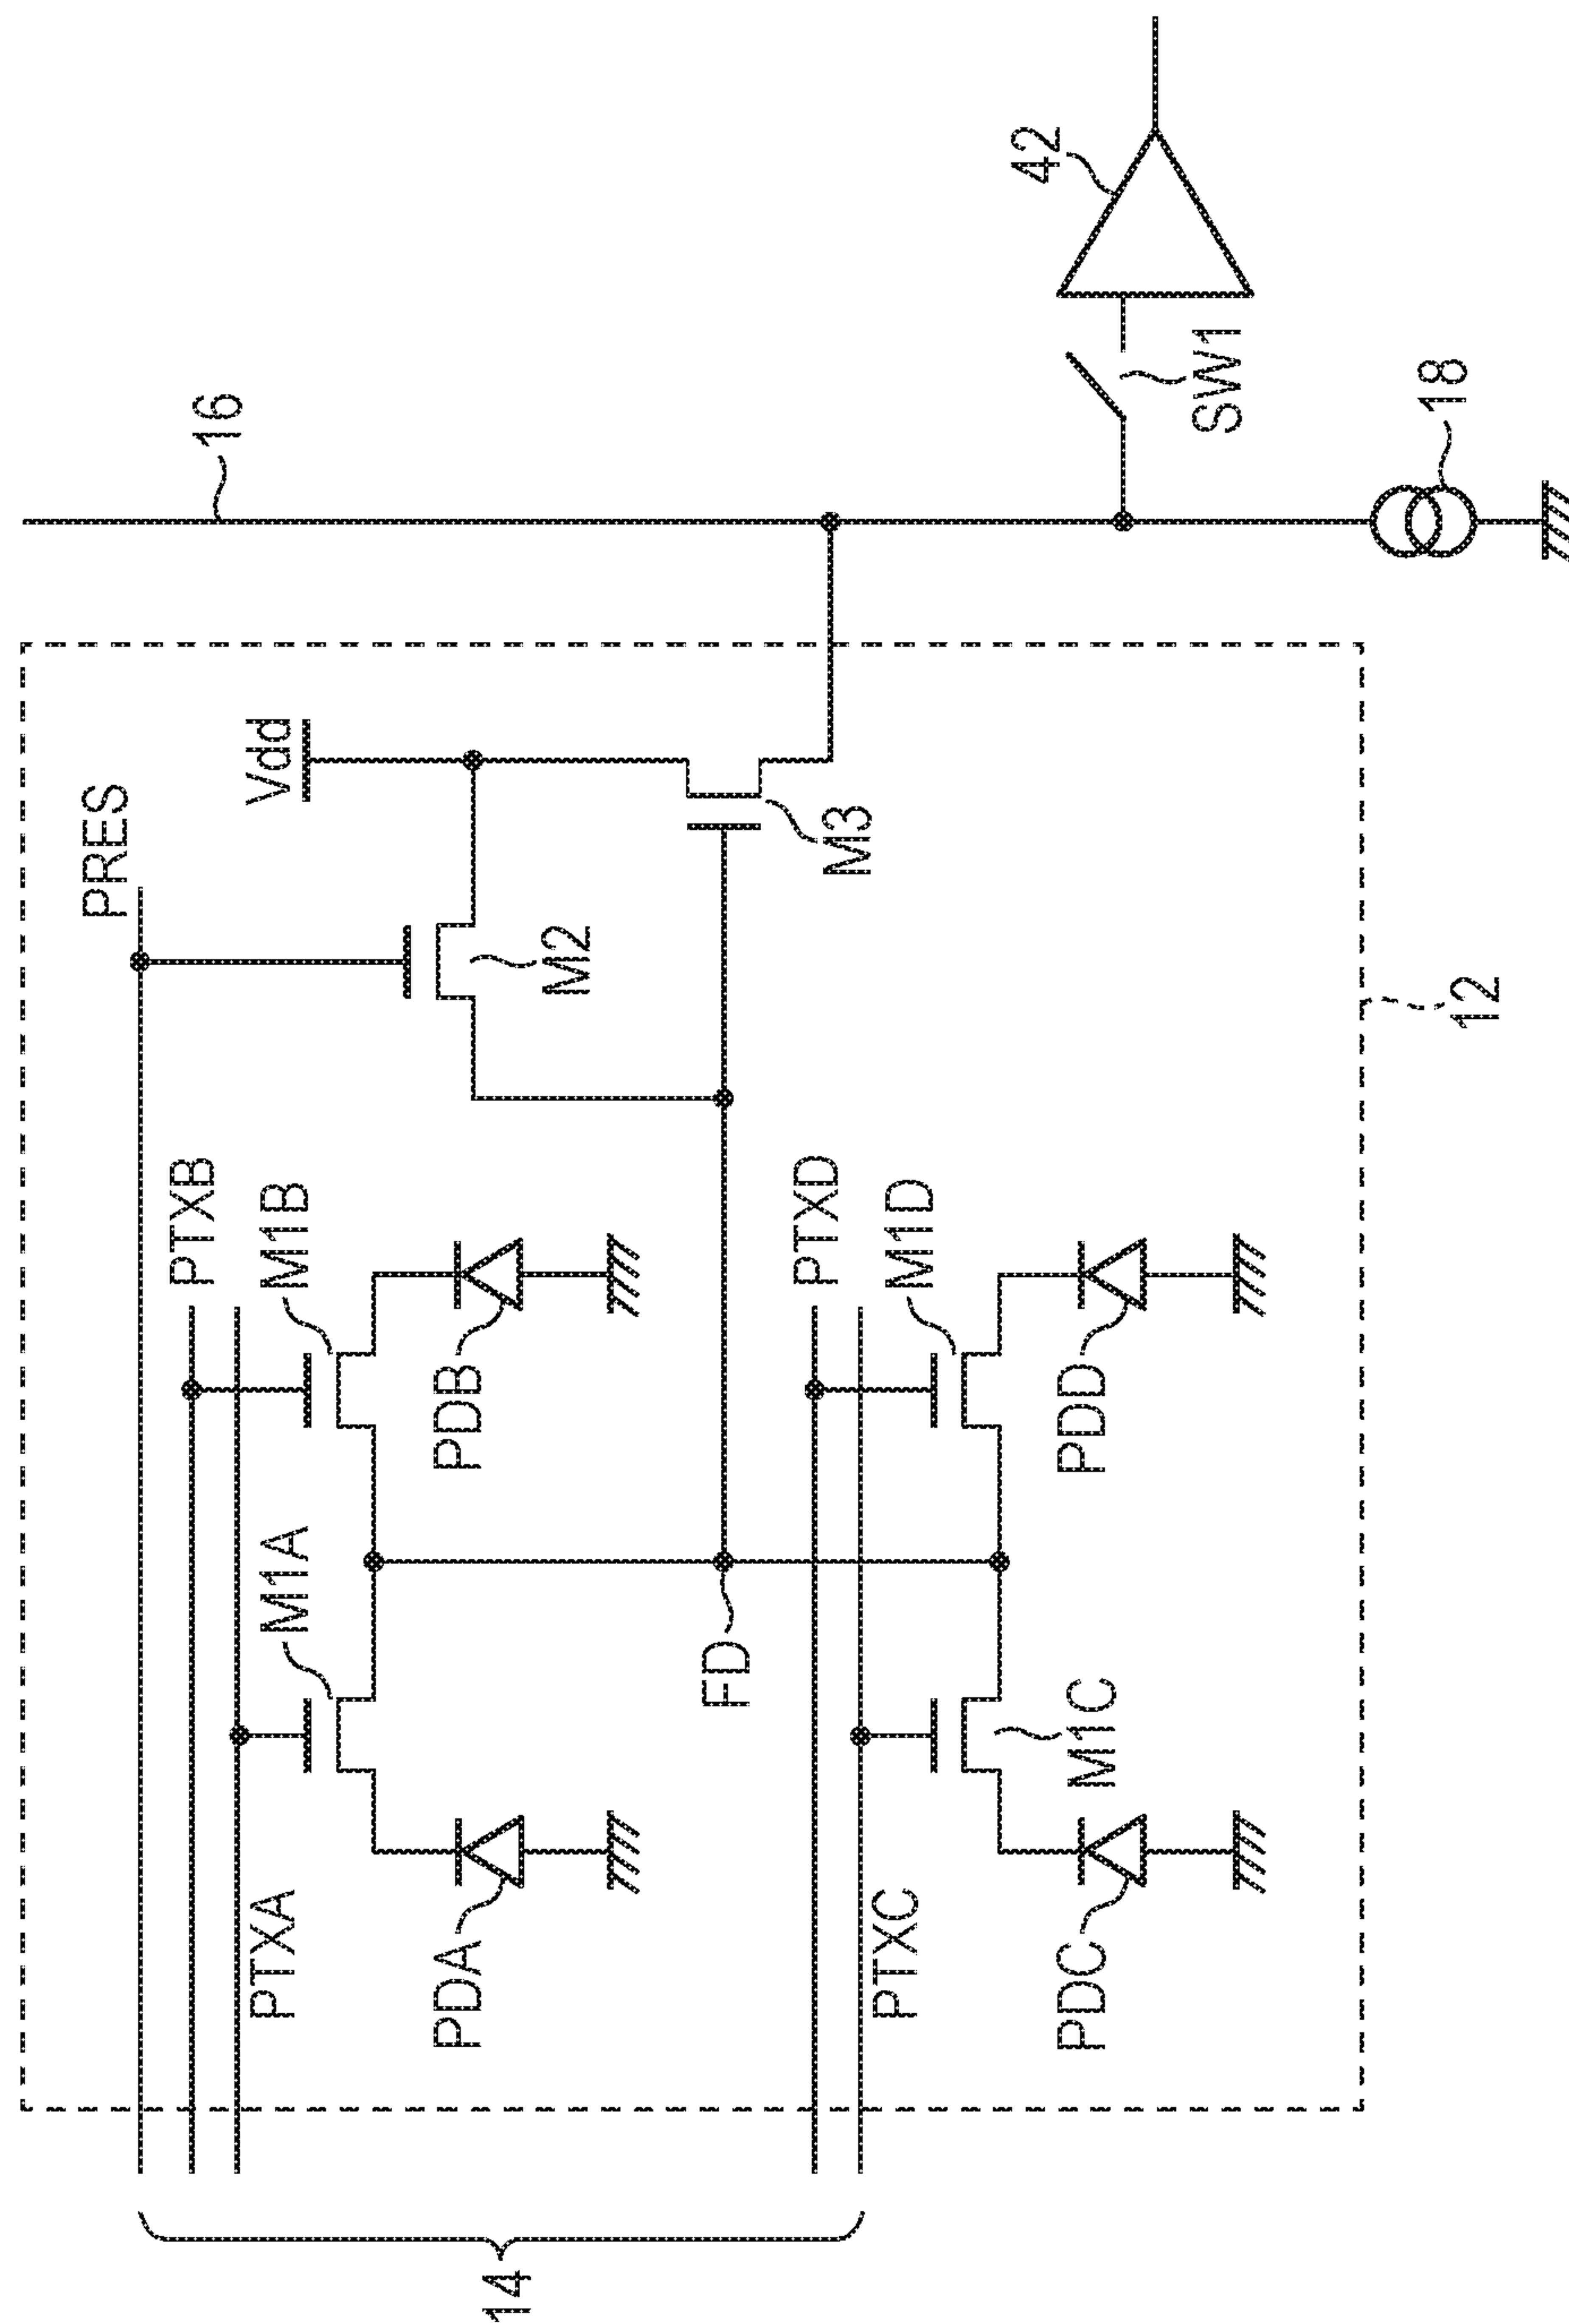 PRES
PTXB
16
Vdd
PTXA
M1A
M1B
PDA
PDB
14
M2
FD
PTXD
M3
PTXC
M1D
42
PDC
PDD
M1C
SW1
18
12